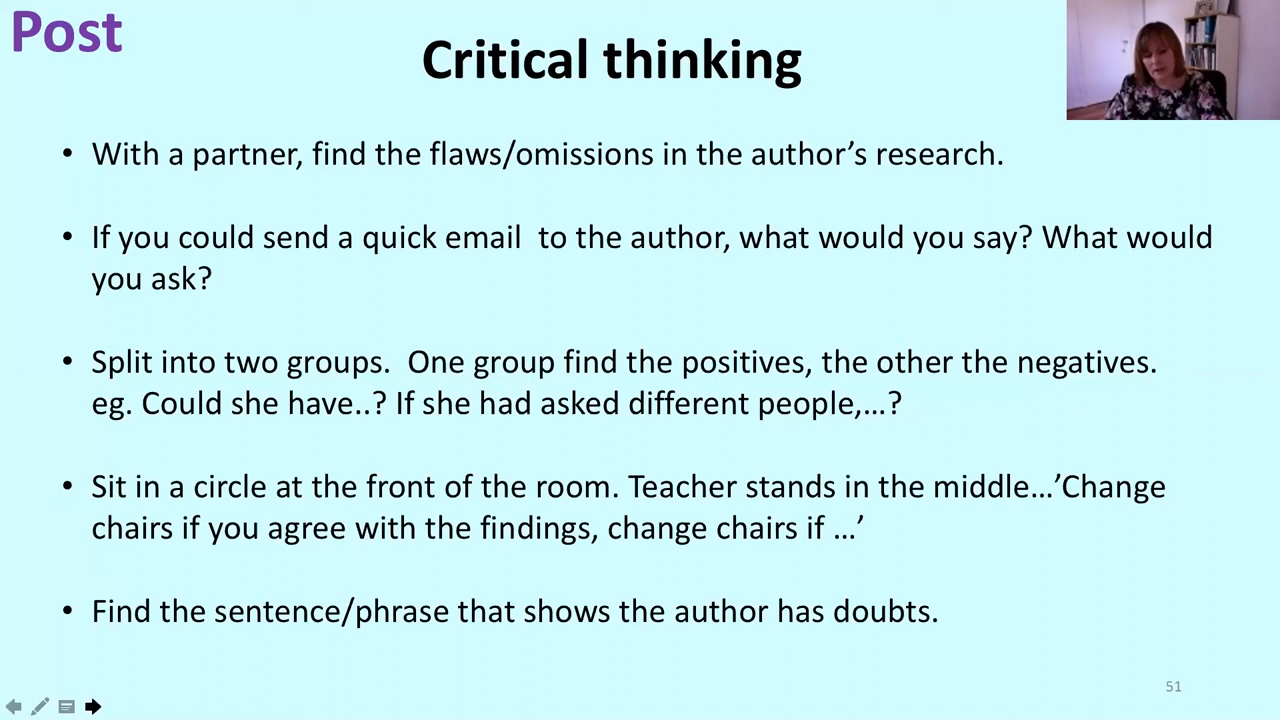 Post
Critical thinking
• With a partner, find the flaws/omissions in the author’s research.
• If you could send a quick email  to the author, what would you say? What would
you ask?
• Split into two groups.  One group find the positives, the other the negatives.
eg. Could she have..? If she had asked different people,…?
• Sit in a circle at the front of the room. Teacher stands in the middle…’Change
chairs if you agree with the findings, change chairs if …’
• Find the sentence/phrase that shows the author has doubts.
51